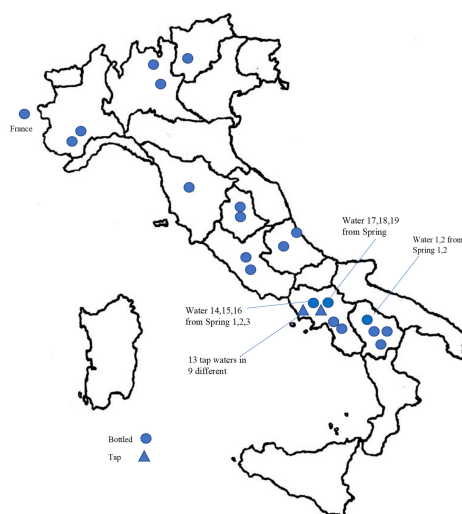 France
Water 17,18,19
from Spring
Water 1,2 from
Spring 1,2
Water 14,15,16
from Spring 1,2,3
13 tap waters in
9 different
Bottled
Tap